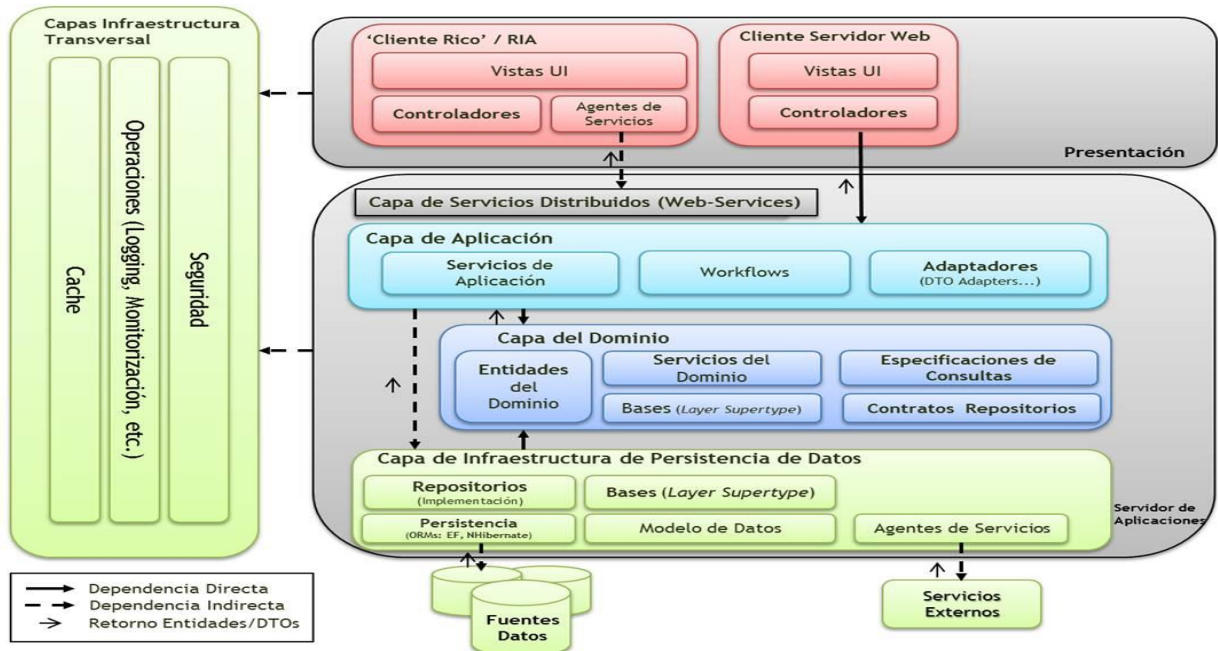 Capas Infraestructura
Transversal
Cache
Operaciones (Logging, Monitorización, etc.)
Seguridad
‘Cliente Rico’ / RIA
Vistas UI
Controladores
Agentes de
Servicios
Cliente Servidor Web
Vistas UI
Controladores
Presentación
Capa de Servicios Distribuidos (Web-Services)
Capa de Aplicación
Servicios de
Aplicación
Workflows
Adaptadores
(DTO Adapters...)
Capa del Dominio
Entidades
del
Dominio
Servicios del
Dominio
Especificaciones de
Consultas
Bases (Layer Supertype)
Contratos Repositorios
Capa de Infraestructura de Persistencia de Datos
Repositorios
(Implementación)
Bases (Layer Supertype)
Persistencia
(ORMs: EF, NHibernate)
Modelo de Datos
Agentes de Servicios
Servidor de
Aplicaciones
Fuentes
Datos
Servicios
Externos
Dependencia Directa
Dependencia Indirecta
Retorno Entidades/DTOs